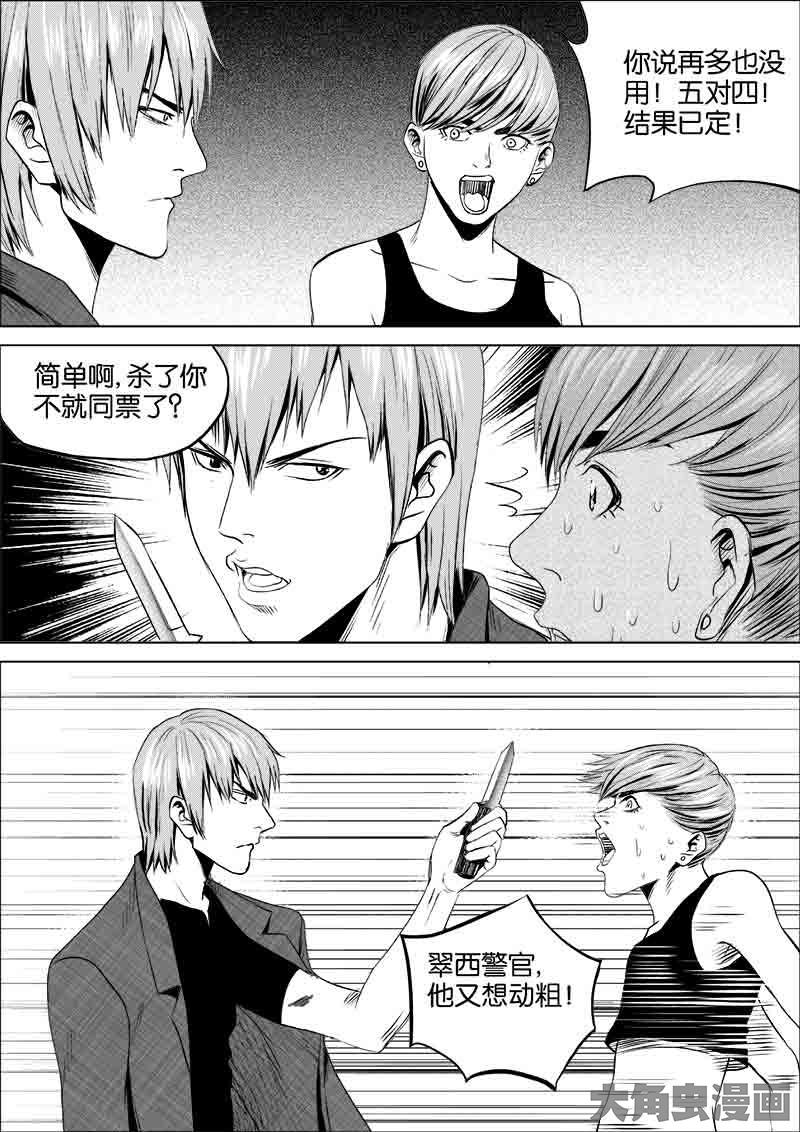 你说再多也没
用！五对四！
结果已定！
简单啊，杀了你
不就同票了？
翠西警官，
他又想动粗！
大角虫漫画